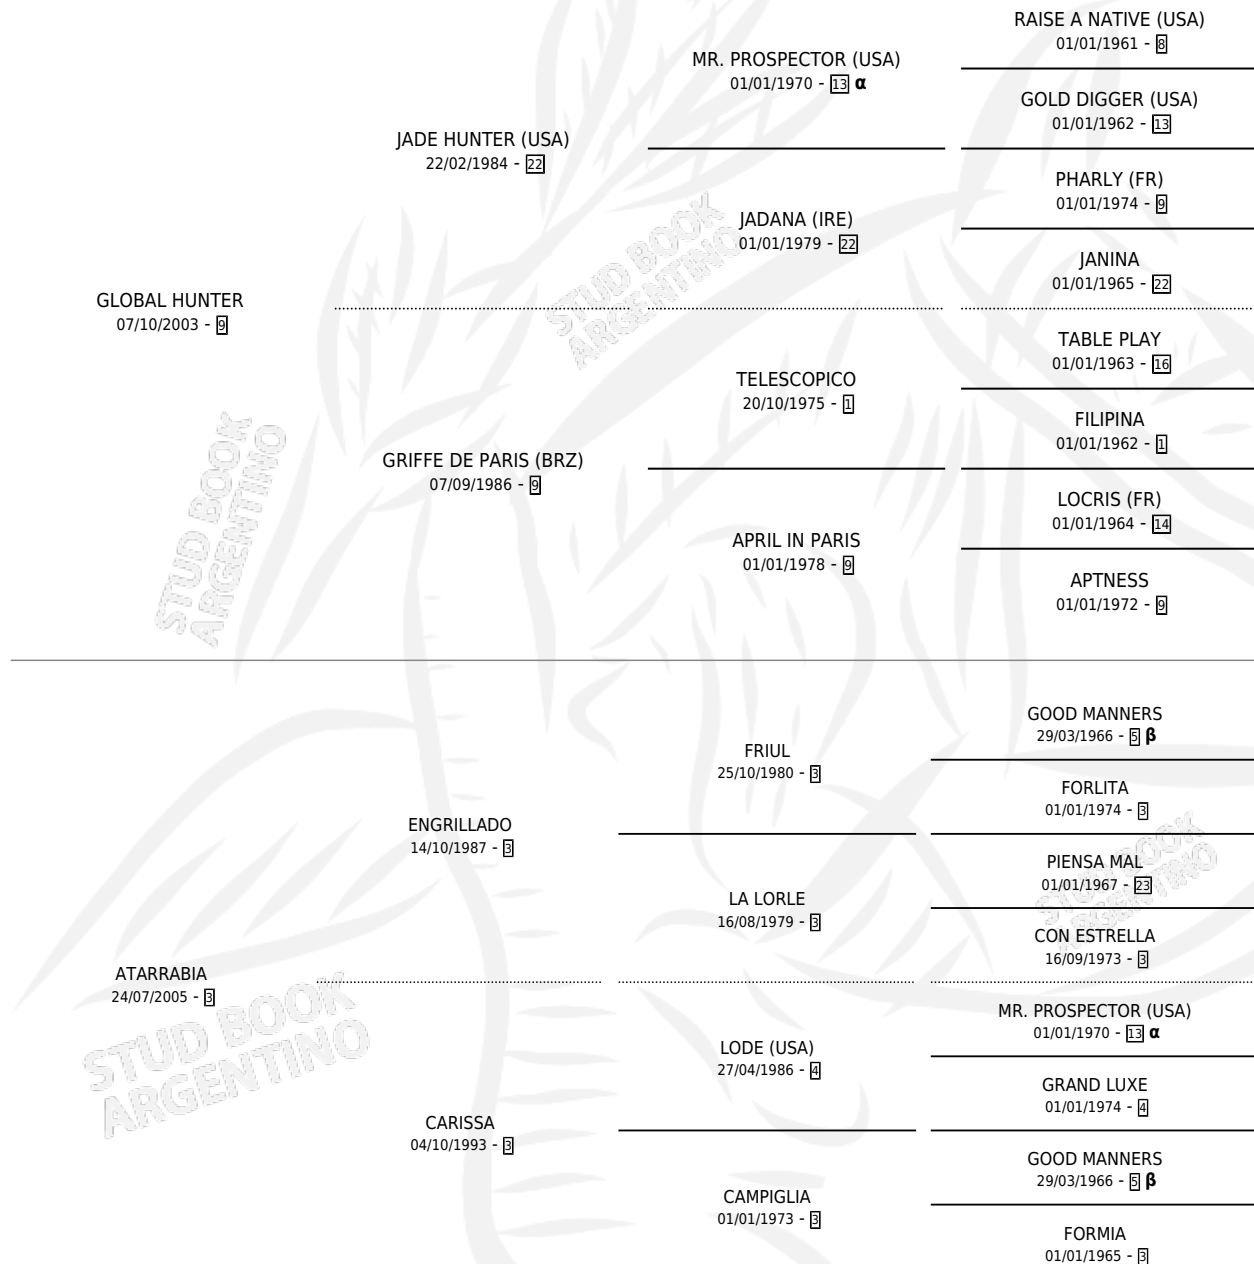 RAISE A NATIVE (USA)
01/01/1961 - 8
MR. PROSPECTOR (USA)
01/01/1970 - 13 α
GOLD DIGGER (USA)
01/01/1962 - 13
JADE HUNTER (USA)
22/02/1984 - 22
PHARLY (FR)
01/01/1974 - 9
JADANA (IRE)
01/01/1979 - 22
JANINA
01/01/1965 - 22
GLOBAL HUNTER
07/10/2003 - 9
TABLE PLAY
01/01/1963 - 16
TELESCOPICO
20/10/1975 - 1
FILIPINA
01/01/1962 - 1
GRIFFE DE PARIS (BRZ)
07/09/1986 - 9
LOCRIS (FR)
01/01/1964 - 14
APRIL IN PARIS
01/01/1978 - 9
APTNESS
01/01/1972 - 9
STUD BOOK
ARGENTINO
STUD BOOK
ARGENTINO
GOOD MANNERS
29/03/1966 - 5 β
FRIUL
25/10/1980 - 3
FORLITA
01/01/1974 - 3
ENGRILLADO
14/10/1987 - 3
PIENSA MAL
01/01/1967 - 23
LA LORLE
16/08/1979 - 3
CON ESTRELLA
16/09/1973 - 3
STUD BOOK
ARGENTINO
ATARRABIA
24/07/2005 - 3
MR. PROSPECTOR (USA)
01/01/1970 - 13 α
LODE (USA)
27/04/1986 - 4
GRAND LUXE
01/01/1974 - 4
CARISSA
04/10/1993 - 3
GOOD MANNERS
29/03/1966 - 5 β
CAMPIGLIA
01/01/1973 - 3
FORMIA
01/01/1965 - 3
STUD BOOK
ARGENTINO